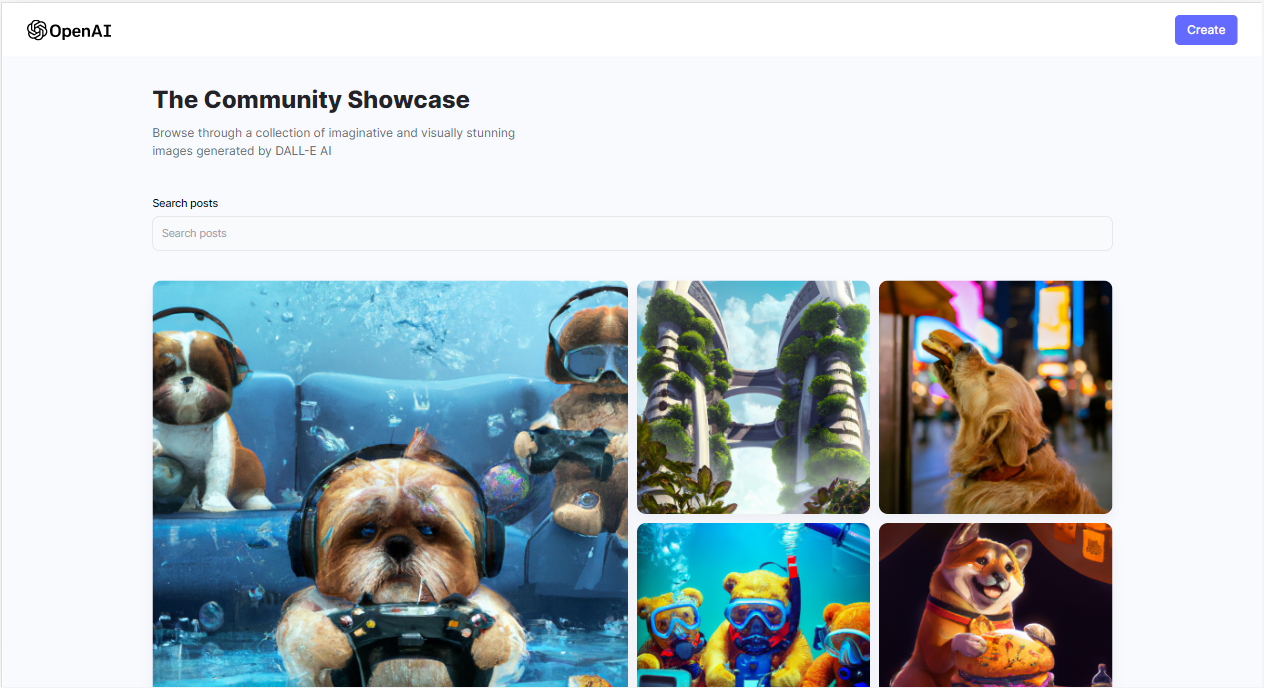 OpenAI
Create
The Community Showcase
Browse through a collection of imaginative and visually stunning
images generated by DALL-E AI
Search posts
Search posts